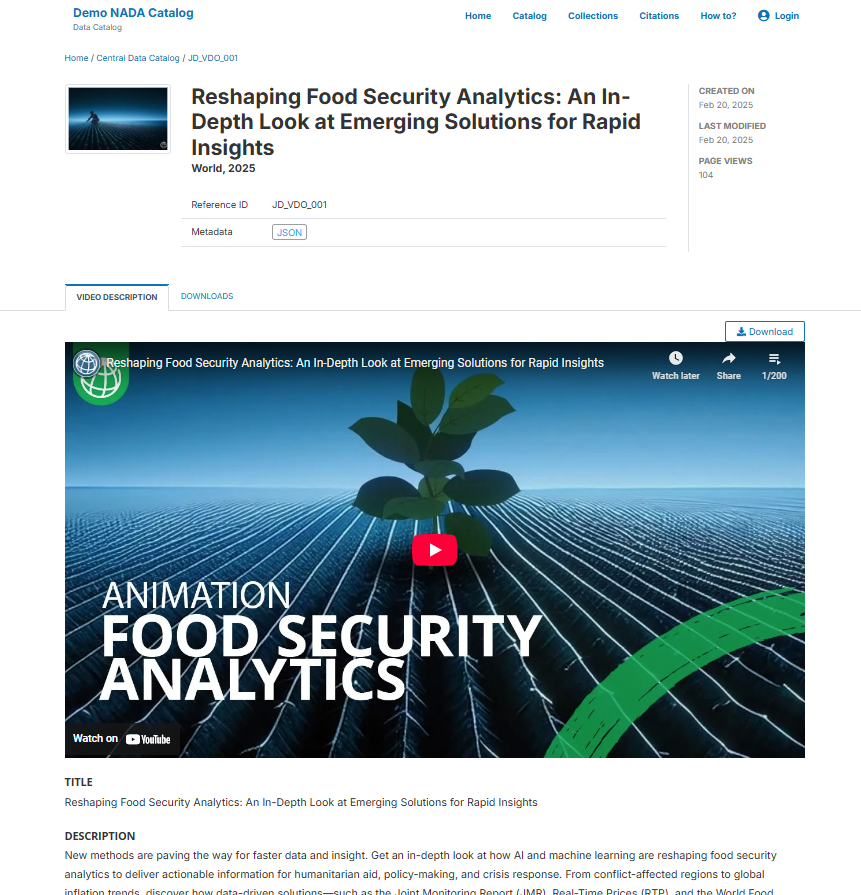 Demo NADA Catalog
Data Catalog
Home Catalog Collections Citations How to? Login
Home / Central Data Catalog / JD_VDO_001
Reshaping Food Security Analytics: An In-
Depth Look at Emerging Solutions for Rapid
Insights
World, 2025
Reference ID JD_VDO_001
Metadata JSON
CREATED ON
Feb 20, 2025
LAST MODIFIED
Feb 20, 2025
PAGE VIEWS
104
VIDEO DESCRIPTION DOWNLOADS
Download
Reshaping Food Security Analytics: An In-Depth Look at Emerging Solutions for Rapid Insights
Watch later Share 1/200
ANIMATION
FOOD SECURITY
ANALYTICS
Watch on YouTube
TITLE
Reshaping Food Security Analytics: An In-Depth Look at Emerging Solutions for Rapid Insights
DESCRIPTION
New methods are paving the way for faster data and insight. Get an in-depth look at how AI and machine learning are reshaping food security
analytics to deliver actionable information for humanitarian aid, policy-making, and crisis response. From conflict-affected regions to global
inflation trends, discover how data-driven solutions—such as the Joint Monitoring Report (JMR), Real-Time Prices (RTP), and the World Food